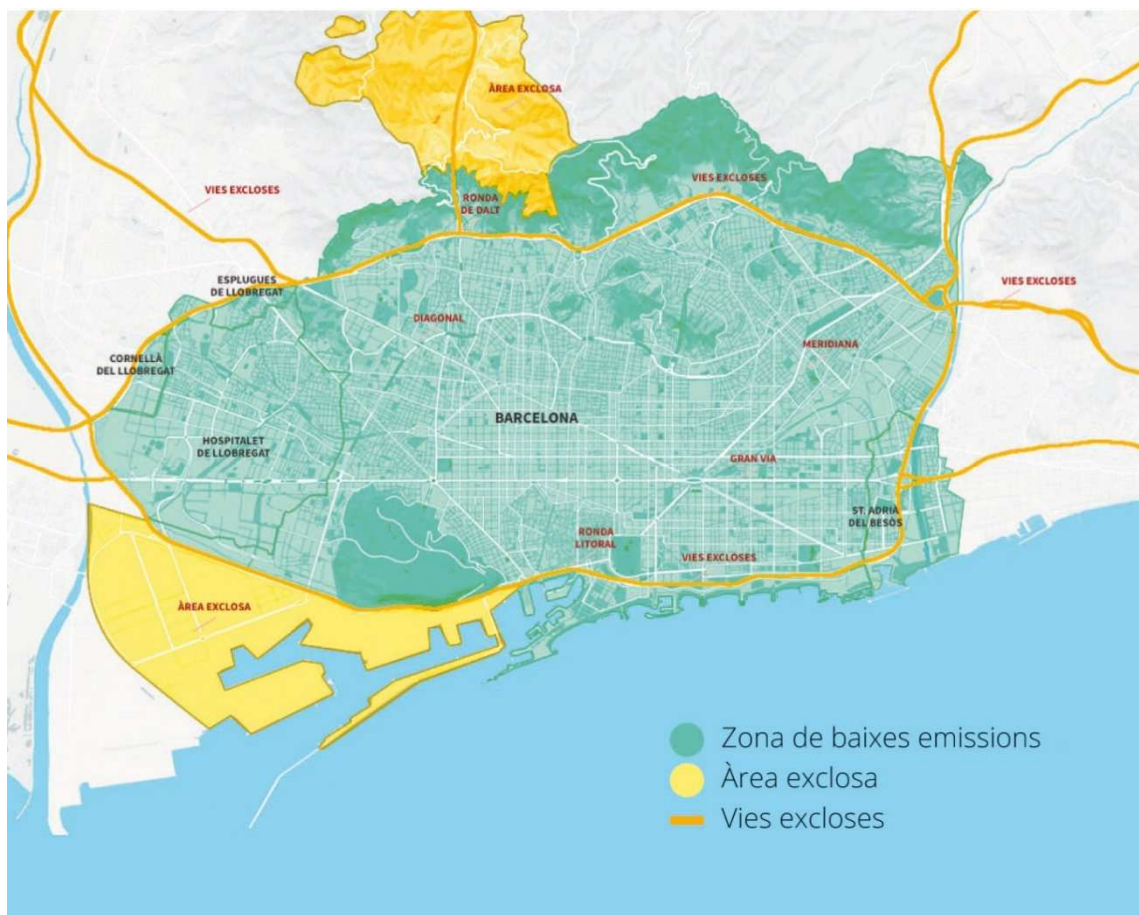 ÀREA EXCLOSA
VIES EXCLOSES
VIES EXCLOSES
RONDA
DE DALT
ESPLUGUES
DE LLOBREGAT
VIES EXCLOSES
DIAGONAL
MERIDIANA
CORNELLÀ
DEL LLOBREGAT
BARCELONA
HOSPITALET
DE LLOBREGAT
GRAN VIA
ST. ADRIÀ
DEL BESÒS
RONDA
LITORAL
VIES EXCLOSES
ÀREA EXCLOSA
Zona de baixes emissions
Àrea exclosa
Vies excloses